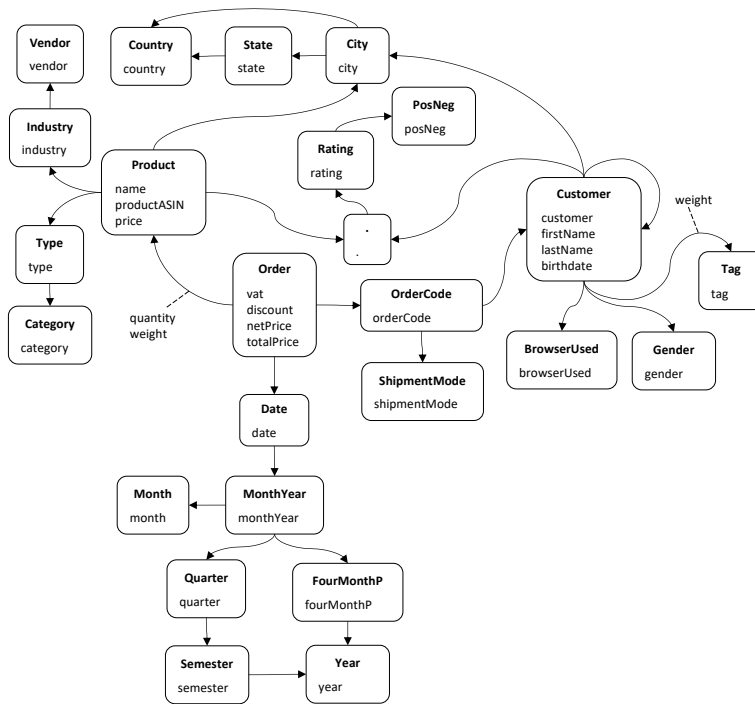 Vendor
vendor
Country
country
State
state
City
city
Industry
industry
PosNeg
posNeg
Rating
rating
Product
name
productASIN
price
Customer
customer
firstName
lastName
birthdate
weight
Type
type
Tag
tag
.
.
Order
vat
discount
netPrice
totalPrice
OrderCode
orderCode
quantity
weight
Category
category
ShipmentMode
shipmentMode
BrowserUsed
browserUsed
Gender
gender
Date
date
Month
month
MonthYear
monthYear
Quarter
quarter
FourMonthP
fourMonthP
Semester
semester
Year
year